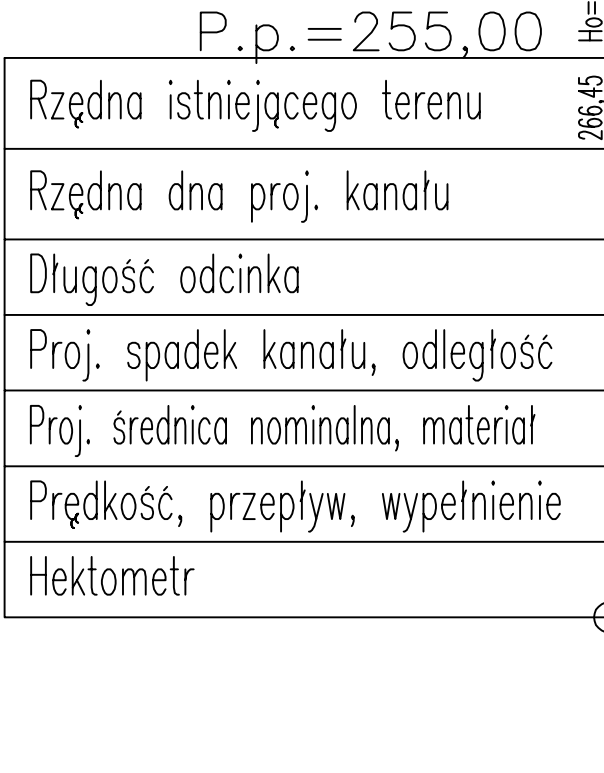 P.p.=255,00
Ho=
266,45
Rzędna istniejącego terenu
Rzędna dna proj. kanału
Długość odcinka
Proj. spadek kanału, odległość
Proj. średnica nominalna, materiał
Prędkość, przepływ, wypełnienie
Hektometr